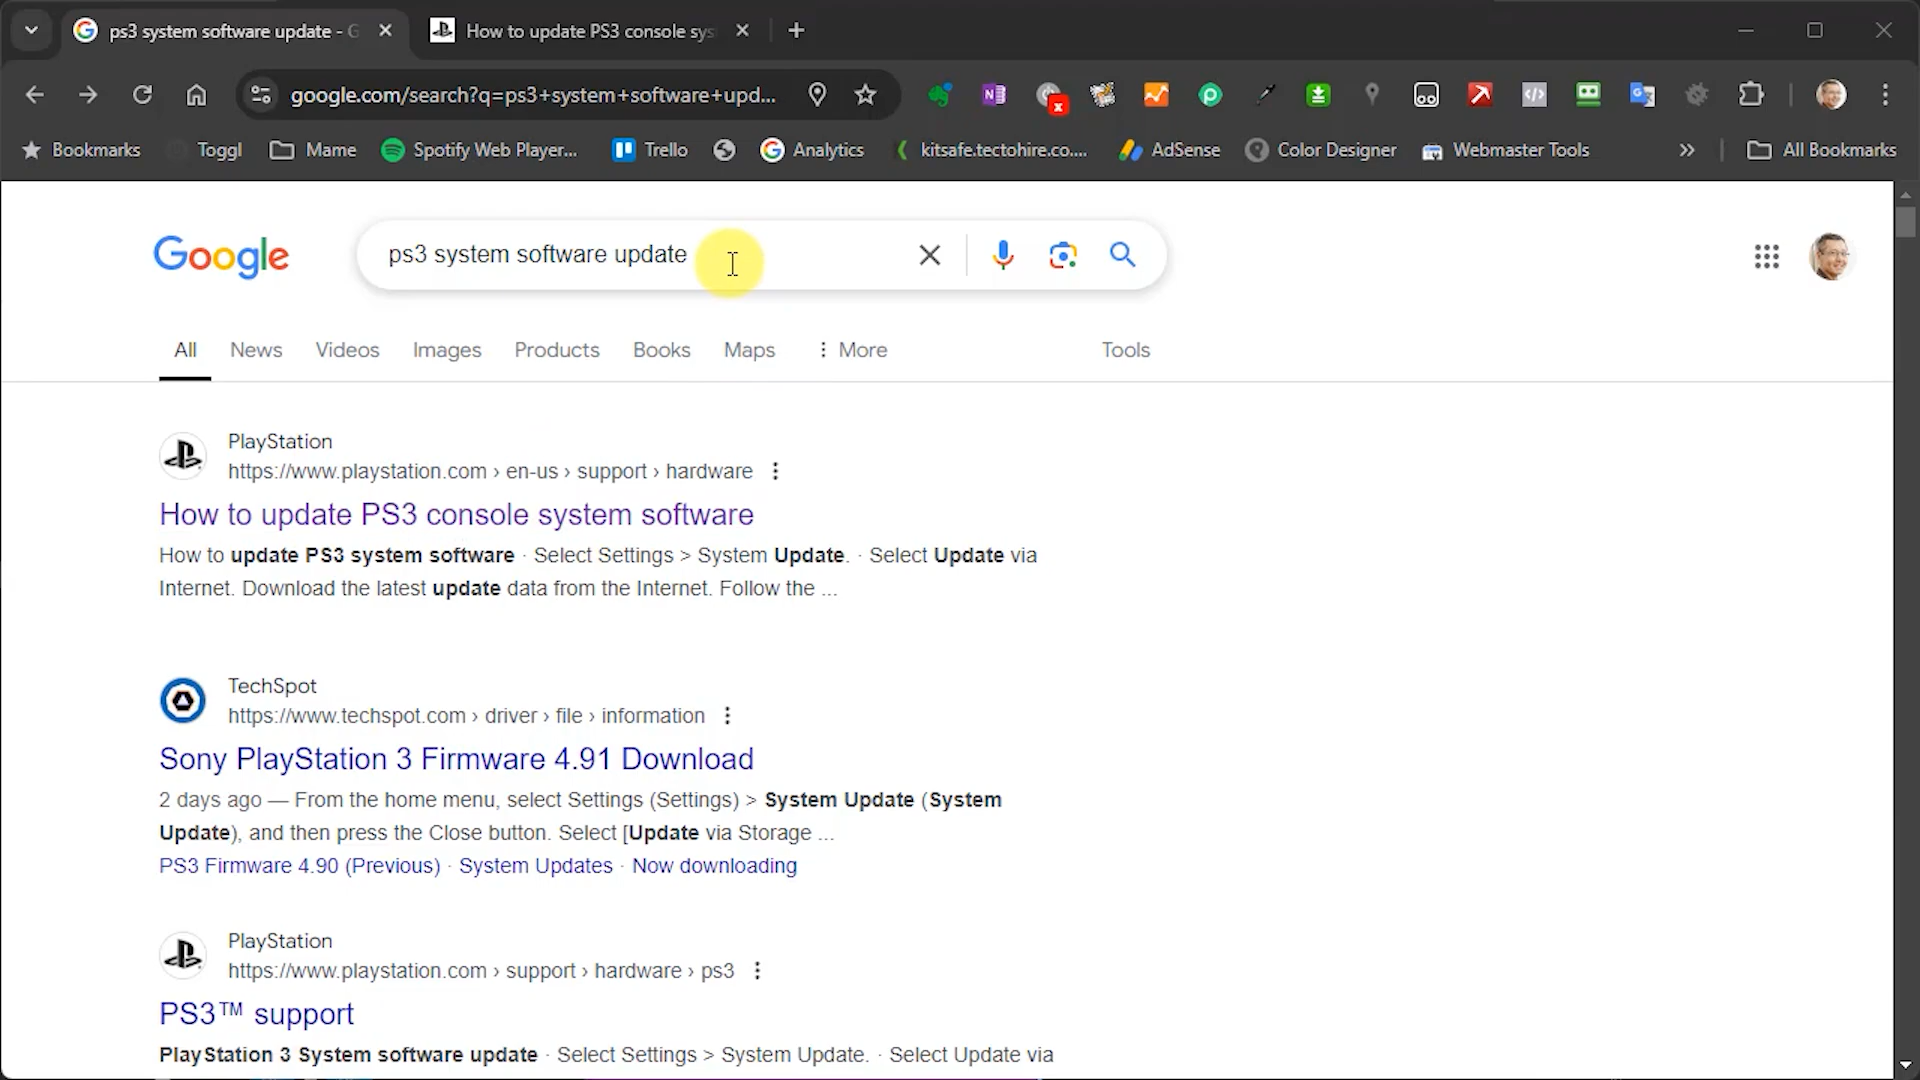 ps3 system software update - G
How to update PS3 console sys
google.com/search?q=ps3+system+software+upd...
Bookmarks
Toggl
Mame
Spotify Web Player...
Trello
Analytics
kitsafe.tectohire.co....
AdSense
Color Designer
Webmaster Tools
All Bookmarks
Google
ps3 system software update
All
News
Videos
Images
Products
Books
Maps
More
Tools
PlayStation
https://www.playstation.com › en-us › support › hardware
How to update PS3 console system software
How to update PS3 system software · Select Settings > System Update. · Select Update via
Internet. Download the latest update data from the Internet. Follow the ...
TechSpot
https://www.techspot.com › driver › file › information
Sony PlayStation 3 Firmware 4.91 Download
2 days ago — From the home menu, select Settings (Settings) > System Update (System
Update), and then press the Close button. Select [Update via Storage ...
PS3 Firmware 4.90 (Previous) · System Updates · Now downloading
PlayStation
https://www.playstation.com › support › hardware › ps3
PS3™ support
PlayStation 3 System software update · Select Settings > System Update. · Select Update via